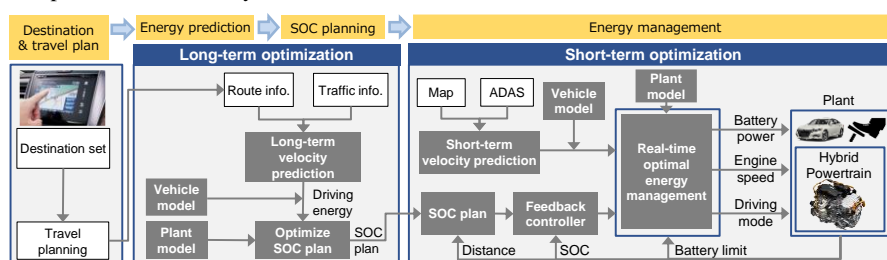 Destination
& travel plan
Energy prediction
SOC planning
Energy management
Long-term optimization
Short-term optimization
Destination set
Travel
planning
Route info.
Traffic info.
Long-term
velocity
prediction
Vehicle
model
Driving
energy
Plant
model
Optimize
SOC plan
SOC
plan
Map
ADAS
Vehicle
model
Plant
model
Short-term
velocity prediction
Real-time
optimal
energy
management
SOC plan
Feedback
controller
Distance
SOC
Battery limit
Battery
power
Engine
speed
Driving
mode
Plant
Hybrid
Powertrain